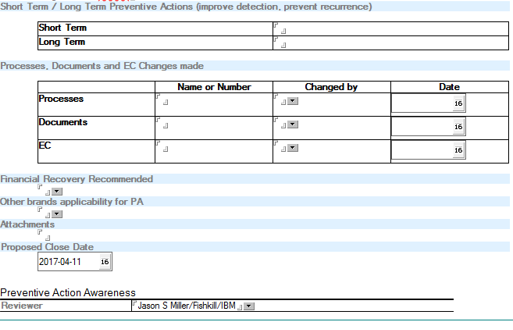 Short Term / Long Term Preventive Actions (improve detection, prevent recurrence)
Short Term
Long Term
Processes, Documents and EC Changes made
Name or Number Changed by Date
Processes 16
Documents 16
EC 16
Financial Recovery Recommended
Other brands applicability for PA
Attachments
Proposed Close Date
2017-04-11 16
Preventive Action Awareness
Reviewer Jason S Miller/Fishkill/IBM